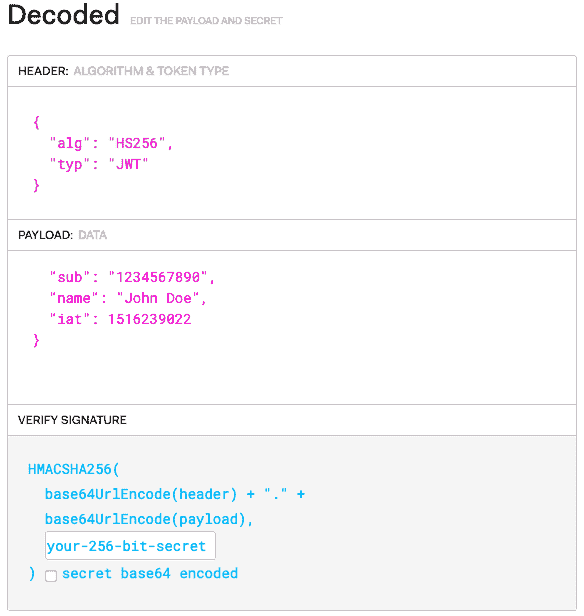 Decoded EDIT THE PAYLOAD AND SECRET
HEADER: ALGORITHM & TOKEN TYPE
{
"alg": "HS256",
"typ": "JWT"
}
PAYLOAD: DATA
"sub": "1234567890",
"name": "John Doe",
"iat": 1516239022
}
VERIFY SIGNATURE
HMACSHA256(
base64UrlEncode(header) + "." +
base64UrlEncode(payload),
your-256-bit-secret
) secret base64 encoded